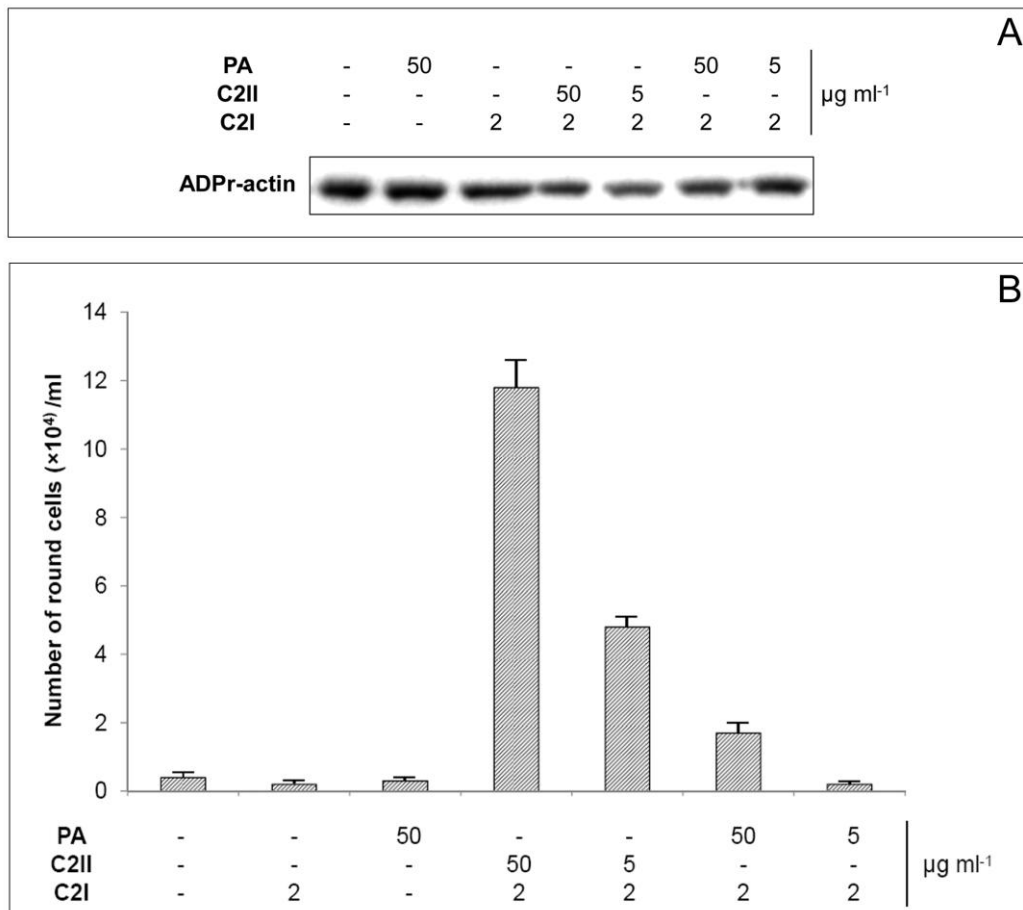 A
PA - 50 - - - 50 5
C2II - - - 50 5 - -
C2I - - 2 2 2 2 2
µg ml-1
ADPr-actin
B
Number of round cells (×10⁴⁾/ml
14
12
10
8
6
4
2
0
PA - - 50 - - 50 5
C2II - - - 50 5 - -
C2I - 2 - 2 2 2 2
µg ml-1